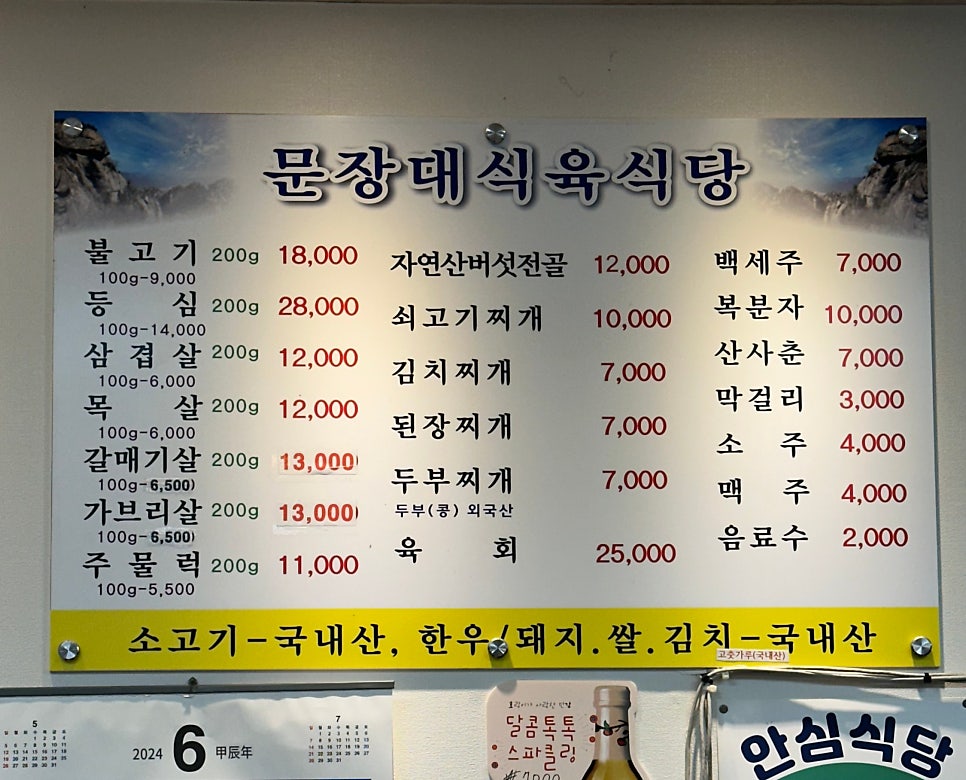 문장대식육식당
불고기 200g 18,000
100g-9,000
등심 200g 28,000
100g-14,000
삼겹살 200g 12,000
100g-6,000
목살 200g 12,000
100g-6,000
갈매기살 200g 13,000
100g-6,500
가브리살 200g 13,000
100g-6,500
주물럭 200g 11,000
100g-5,500
자연산버섯전골 12,000
쇠고기찌개 10,000
김치찌개 7,000
된장찌개 7,000
두부찌개 7,000
두부(콩) 외국산
육회 25,000
백세주 7,000
복분자 10,000
산사춘 7,000
막걸리 3,000
소주 4,000
맥주 4,000
음료수 2,000
소고기-국내산, 한우/돼지.쌀.김치-국내산
고춧가루(국내산)
5
2024 6 甲辰年
7
달콤톡톡
스파클링
안심식당